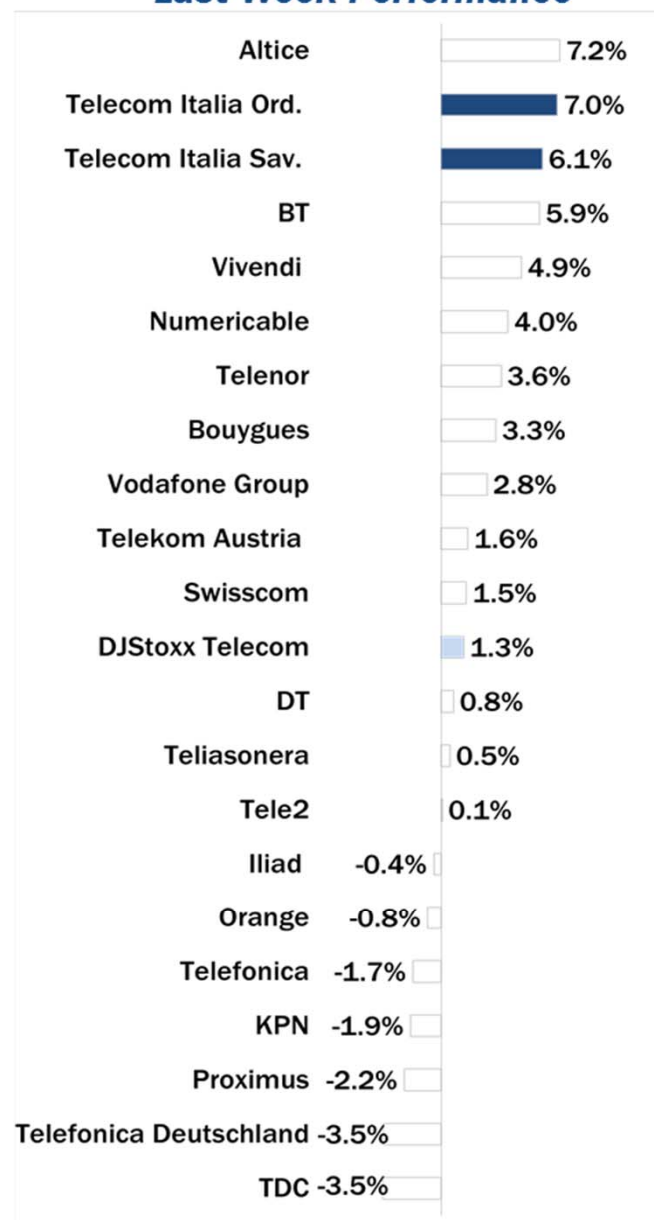 Last Week Performance
Altice 7.2%
Telecom Italia Ord. 7.0%
Telecom Italia Sav. 6.1%
BT 5.9%
Vivendi 4.9%
Numericable 4.0%
Telenor 3.6%
Bouygues 3.3%
Vodafone Group 2.8%
Telekom Austria 1.6%
Swisscom 1.5%
DJStoxx Telecom 1.3%
DT 0.8%
Teliasonera 0.5%
Tele2 0.1%
Iliad -0.4%
Orange -0.8%
Telefonica -1.7%
KPN -1.9%
Proximus -2.2%
Telefonica Deutschland -3.5%
TDC -3.5%